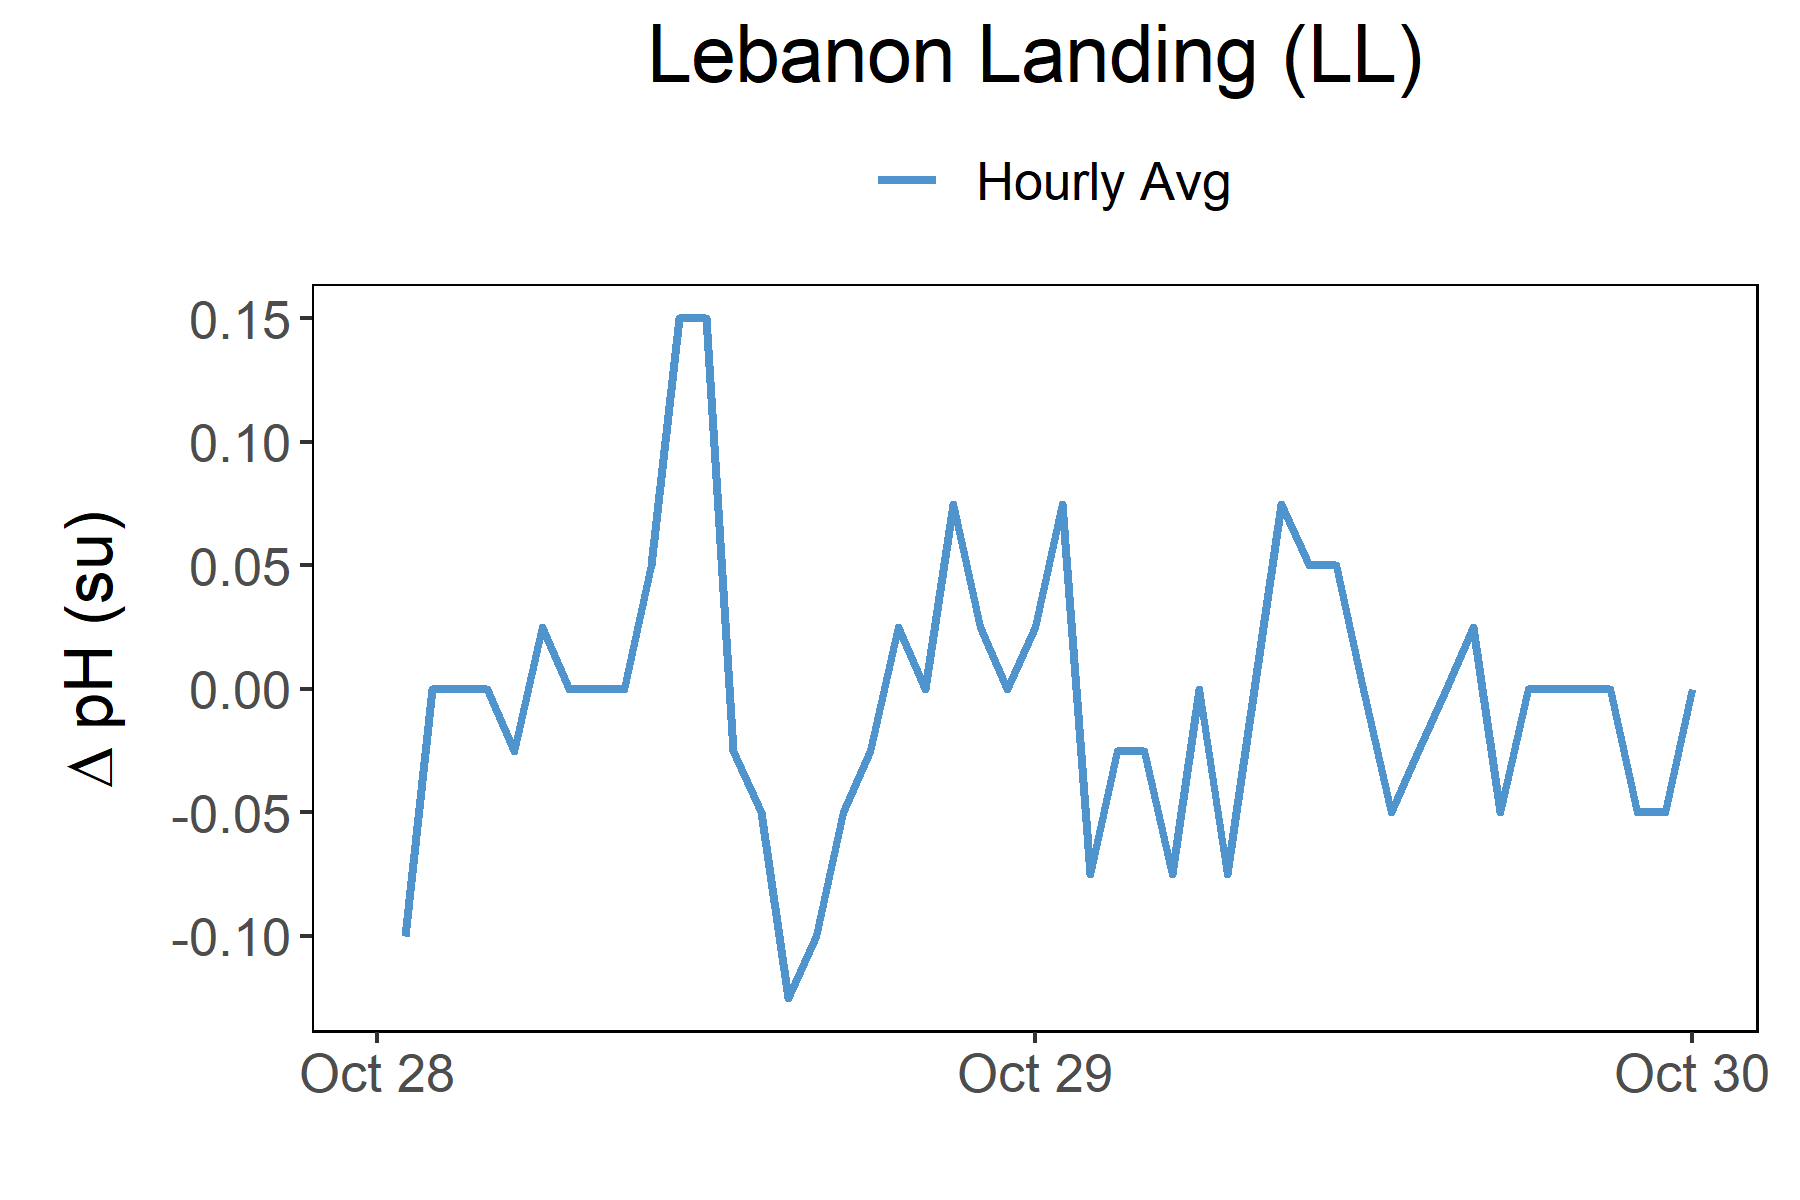 Lebanon Landing (LL)
Hourly Avg
Δ pH (su)
0.15
0.10
0.05
0.00
-0.05
-0.10
Oct 28
Oct 29
Oct 30